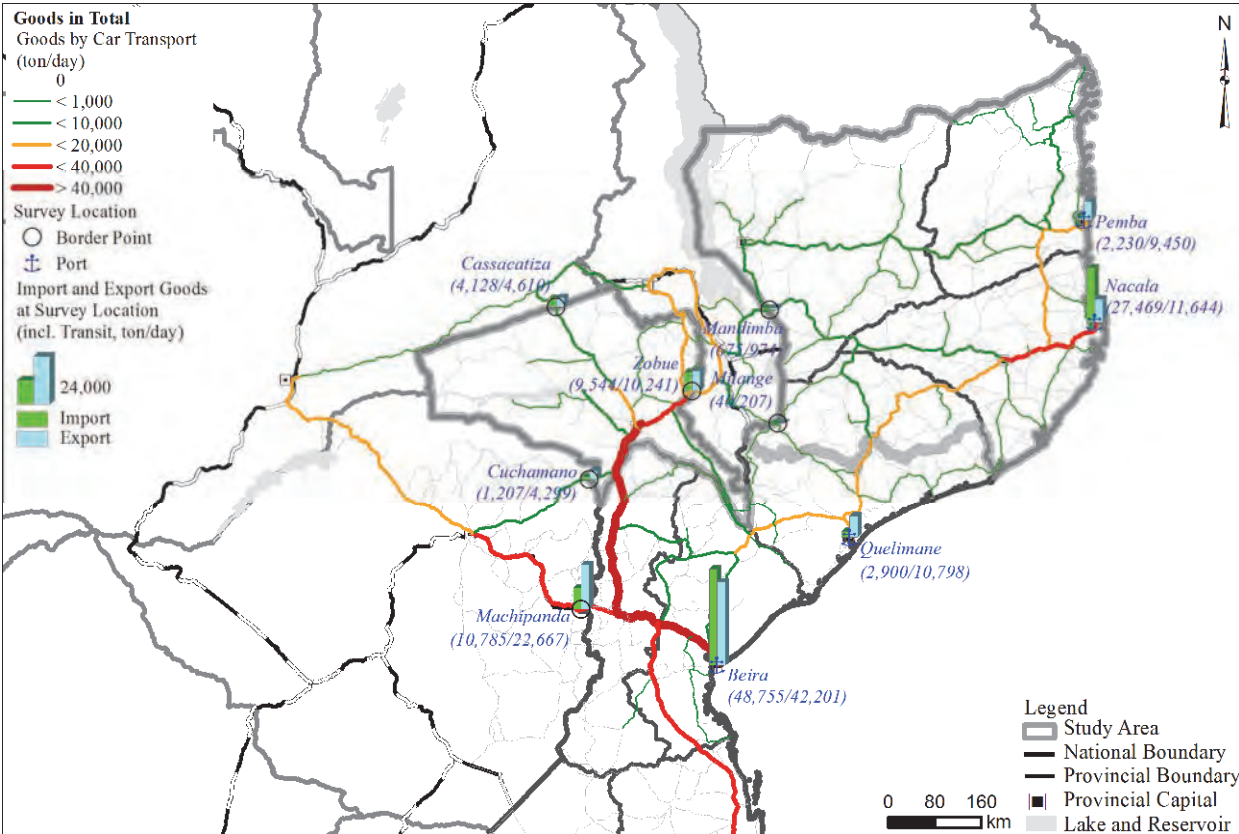 Goods in Total
Goods by Car Transport
(ton/day)
0
< 1,000
< 10,000
< 20,000
< 40,000
> 40,000
Survey Location
Border Point
Port
Import and Export Goods
at Survey Location
(incl. Transit, ton/day)
24,000
Import
Export
N
Pemba
(2,230/9,450)
Cassacatiza
(4,128/4,610)
Nacala
(27,469/11,644)
Mandimba
(675/971)
Zobue
(9,544/10,241)
Milange
(40/207)
Cuchamano
(1,207/4,299)
Quelimane
(2,900/10,798)
Machipanda
(10,785/22,667)
Beira
(48,755/42,201)
Legend
Study Area
National Boundary
Provincial Boundary
Provincial Capital
Lake and Reservoir
0 80 160
km